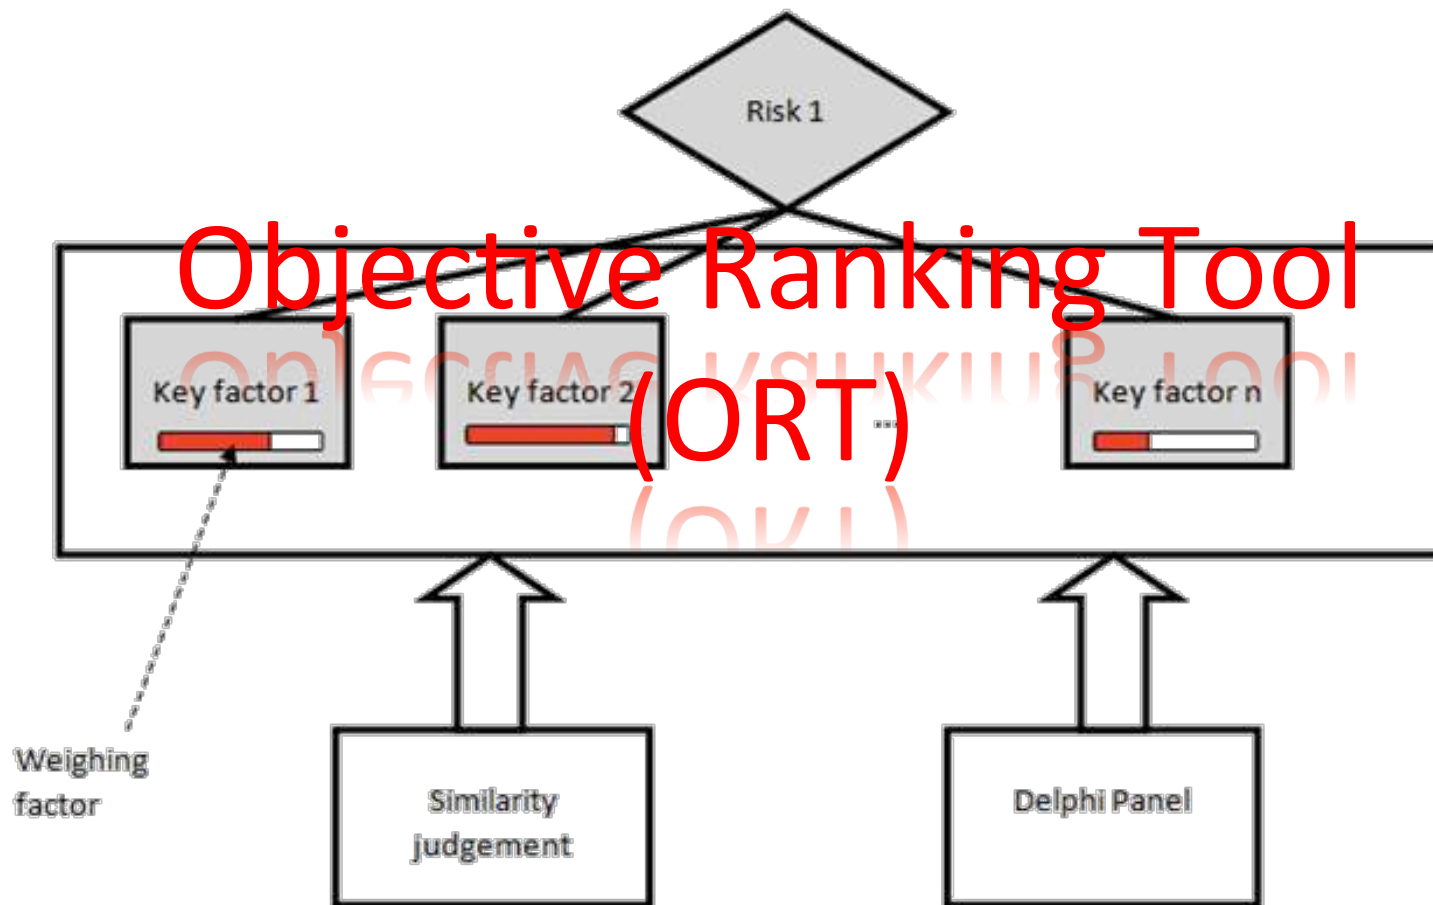 Risk 1
Objective Ranking Tool
(ORT)
Key factor 1
Key factor 2
...
Key factor n
Weighing
factor
Similarity
judgement
Delphi Panel